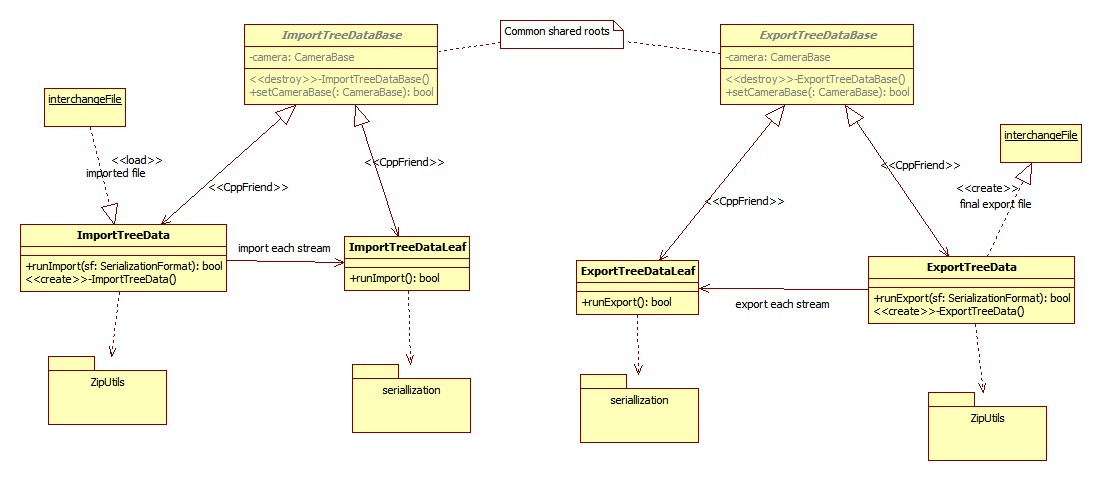 ImportTreeDataBase
-camera: CameraBase
<<destroy>>-ImportTreeDataBase()
+setCameraBase(: CameraBase): bool
Common shared roots
ExportTreeDataBase
-camera: CameraBase
<<destroy>>-ExportTreeDataBase()
+setCameraBase(: CameraBase): bool
interchangeFile
<<load>>
imported file
<<CppFriend>>
<<CppFriend>>
<<CppFriend>>
<<CppFriend>>
interchangeFile
<<create>>
final export file
ImportTreeData
+runImport(sf: SerializationFormat): bool
<<create>>-ImportTreeData()
import each stream
ImportTreeDataLeaf
+runImport(): bool
ExportTreeDataLeaf
+runExport(): bool
export each stream
ExportTreeData
+runExport(sf: SerializationFormat): bool
<<create>>-ExportTreeData()
ZipUtils
seriallization
seriallization
ZipUtils